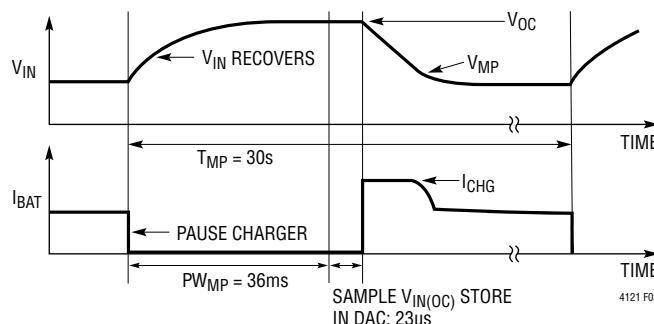 V_OC
V_IN
V_IN RECOVERS
V_MP
TIME
T_MP = 30s
I_BAT
I_CHG
PAUSE CHARGER
TIME
PW_MP = 36ms
SAMPLE V_IN(OC) STORE
IN DAC: 23µs
4121 F0